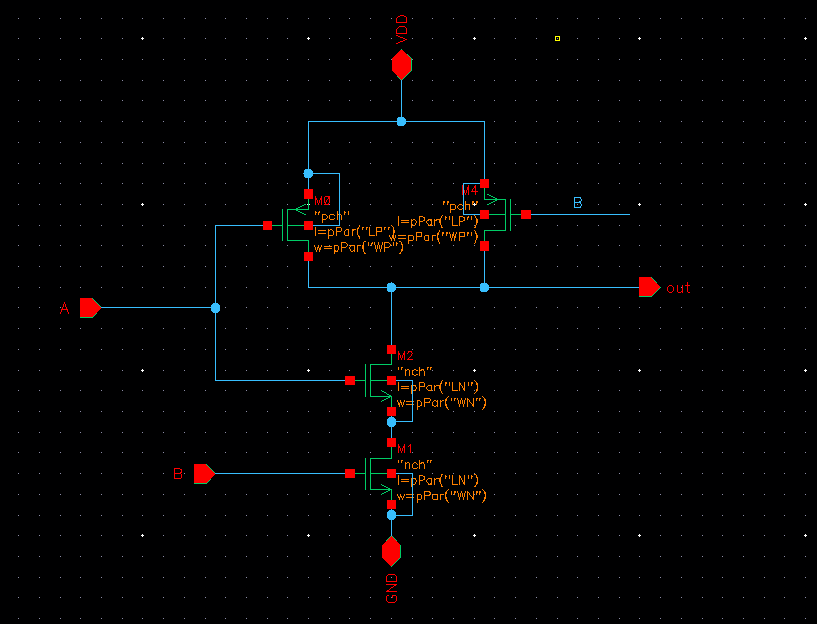 VDD
M0
"pch"
l=pPar("LP")
w=pPar("WP")
M4
"pch"
l=pPar("LP")
w=pPar("WP")
B
A
out
M2
"nch"
l=pPar("LN")
w=pPar("WN")
B
M1
"nch"
l=pPar("LN")
w=pPar("WN")
GND